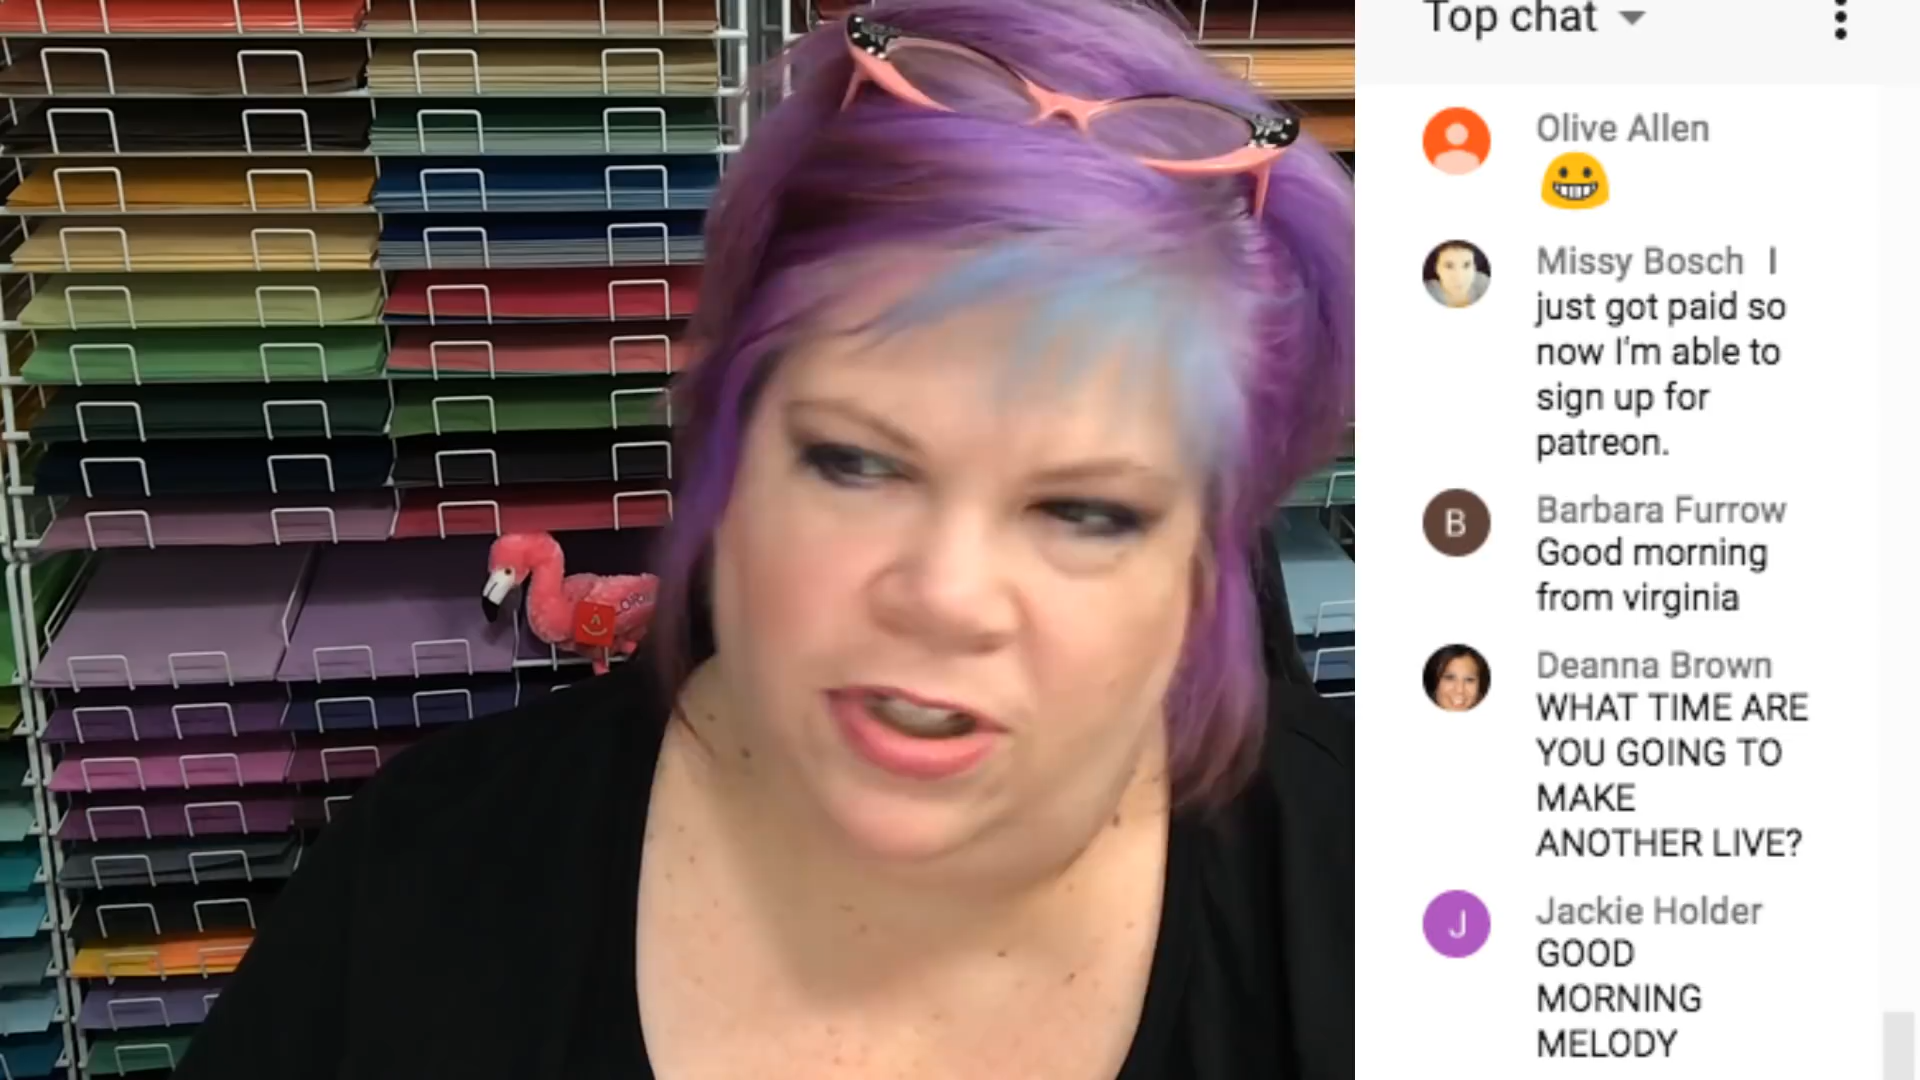 Top chat
Olive Allen
Missy Bosch I
just got paid so
now I'm able to
sign up for
patreon.
B
Barbara Furrow
Good morning
from virginia
Deanna Brown
WHAT TIME ARE
YOU GOING TO
MAKE
ANOTHER LIVE?
J
Jackie Holder
GOOD
MORNING
MELODY